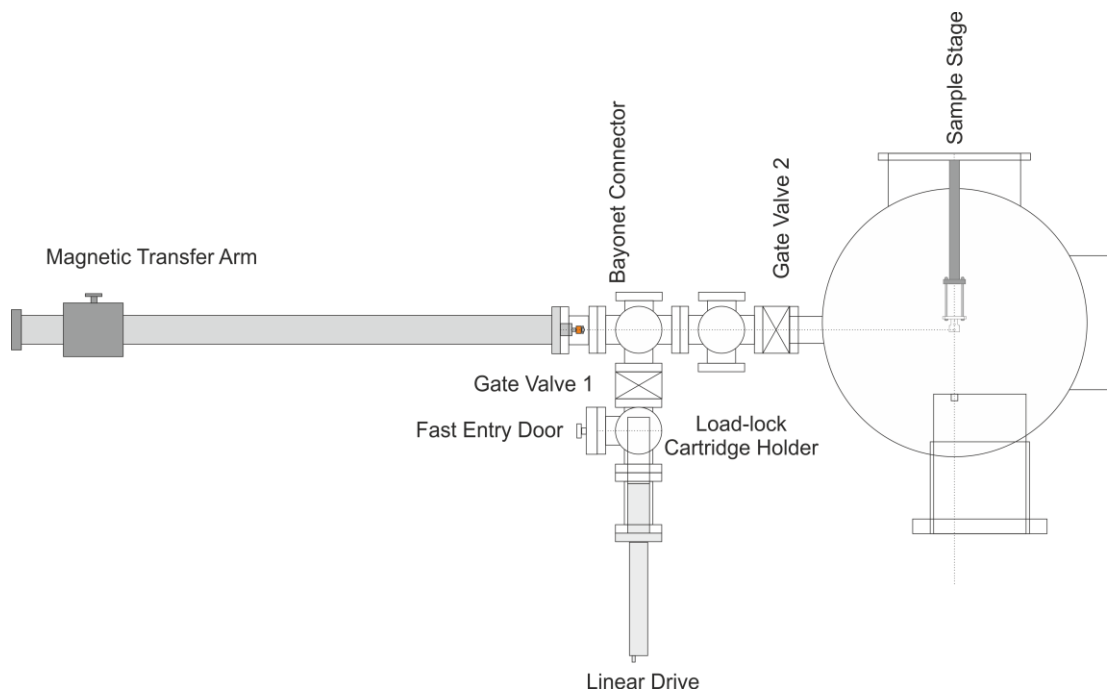 Sample Stage
Bayonet Connector
Gate Valve 2
Magnetic Transfer Arm
Gate Valve 1
Fast Entry Door
Load-lock
Cartridge Holder
Linear Drive